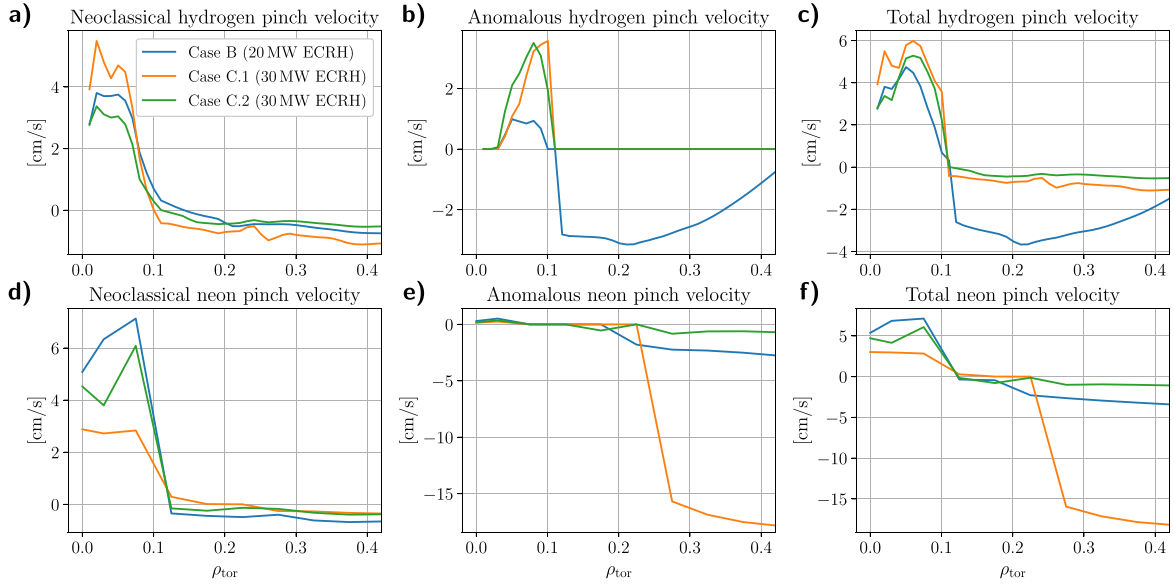 a) Neoclassical hydrogen pinch velocity
[cm/s]
4
2
0
0.0 0.1 0.2 0.3 0.4
Case B (20 MW ECRH)
Case C.1 (30 MW ECRH)
Case C.2 (30 MW ECRH)
b) Anomalous hydrogen pinch velocity
[cm/s]
2
0
−2
0.0 0.1 0.2 0.3 0.4
c) Total hydrogen pinch velocity
[cm/s]
6
4
2
0
−2
−4
0.0 0.1 0.2 0.3 0.4
d) Neoclassical neon pinch velocity
[cm/s]
6
4
2
0
0.0 0.1 0.2 0.3 0.4
ρtor
e) Anomalous neon pinch velocity
[cm/s]
0
−5
−10
−15
0.0 0.1 0.2 0.3 0.4
ρtor
f) Total neon pinch velocity
[cm/s]
5
0
−5
−10
−15
0.0 0.1 0.2 0.3 0.4
ρtor